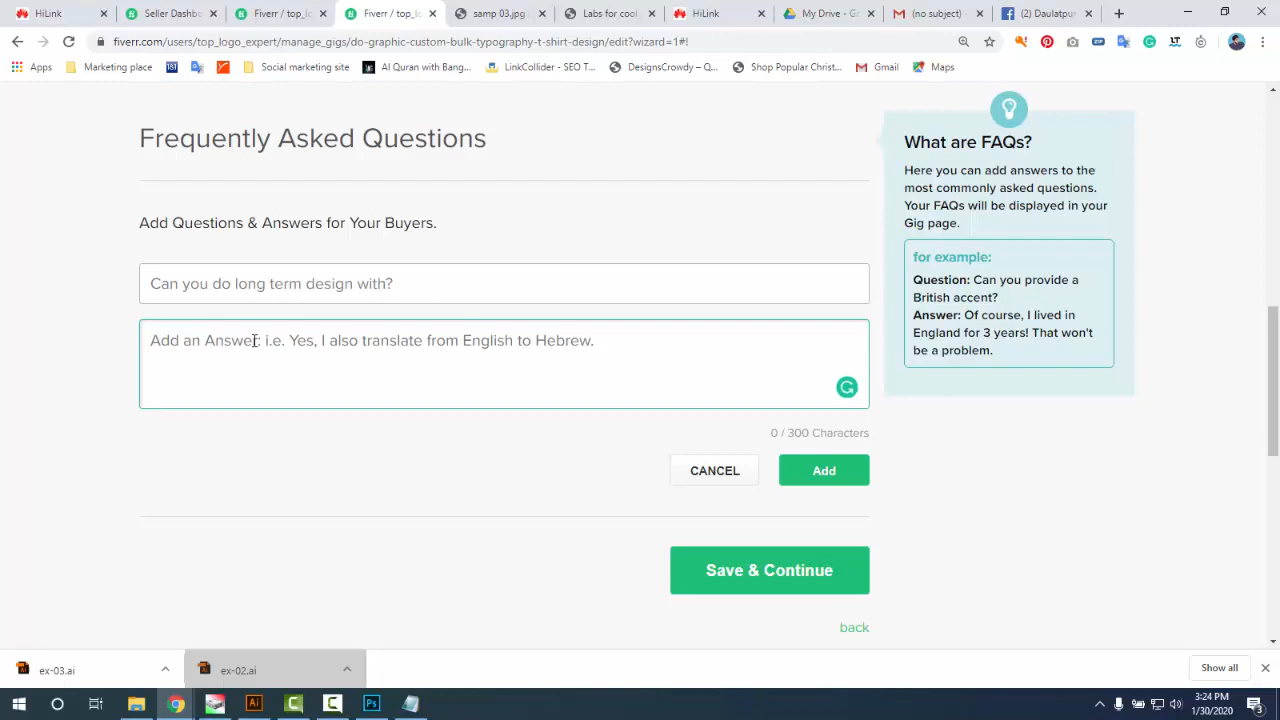 HiLink
Seller Dashb
Fiverr / top_lo
Fiverr / top_lo
samp 03.jpg
Labs for cool
HiLink
My Drive - Go
(no subject)
(2) Daulatpur
fiverr.com/users/top_logo_expert/manage_gigs/do-graphic-custom-bulk-typography-t-shirt-design/edit?wizard=1#!
Apps
Marketing place
Social marketing site
Al Quran with Bang...
LinkCollider - SEO T...
DesignsCrowdy – Q...
Shop Popular Christ...
Gmail
Maps
Frequently Asked Questions
Add Questions & Answers for Your Buyers.
Can you do long term design with?
Add an Answer: i.e. Yes, I also translate from English to Hebrew.
0 / 300 Characters
CANCEL
Add
Save & Continue
back
What are FAQs?
Here you can add answers to the
most commonly asked questions.
Your FAQs will be displayed in your
Gig page.
for example:
Question: Can you provide a
British accent?
Answer: Of course, I lived in
England for 3 years! That won't
be a problem.
ex-03.ai
ex-02.ai
Show all
3:24 PM
1/30/2020